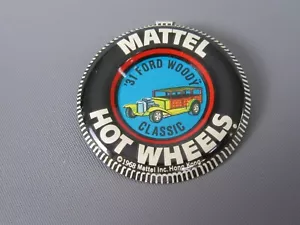 MATTEL
'31 FORD WOODY
CLASSIC
HOT WHEELS
©1968 Mattel Inc. Hong Kong